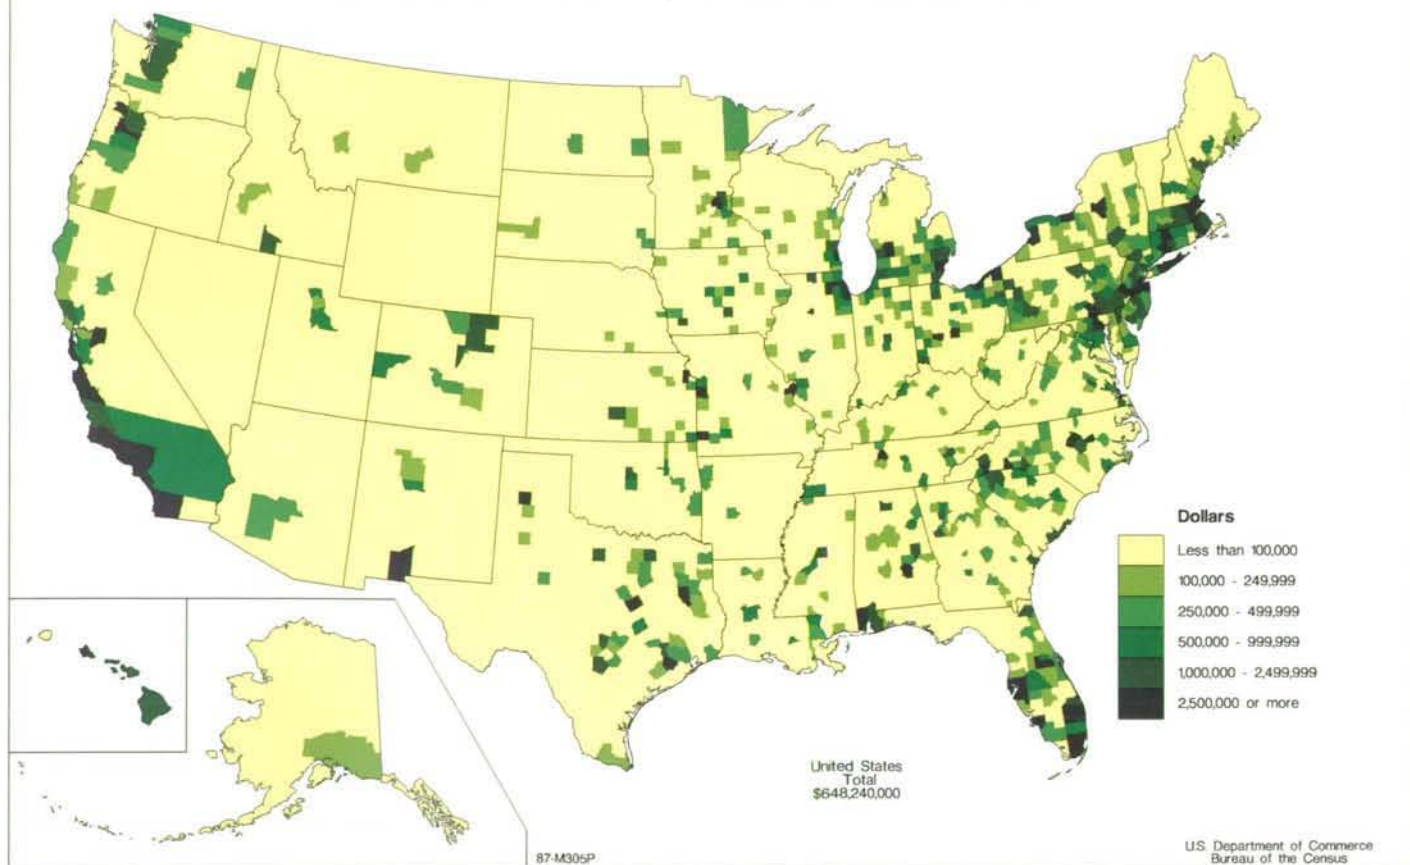 Dollars
Less than 100,000
100,000 - 249,999
250,000 - 499,999
500,000 - 999,999
1,000,000 - 2,499,999
2,500,000 or more
United States
Total
$648,240,000
87-M305P
U.S. Department of Commerce
Bureau of the Census